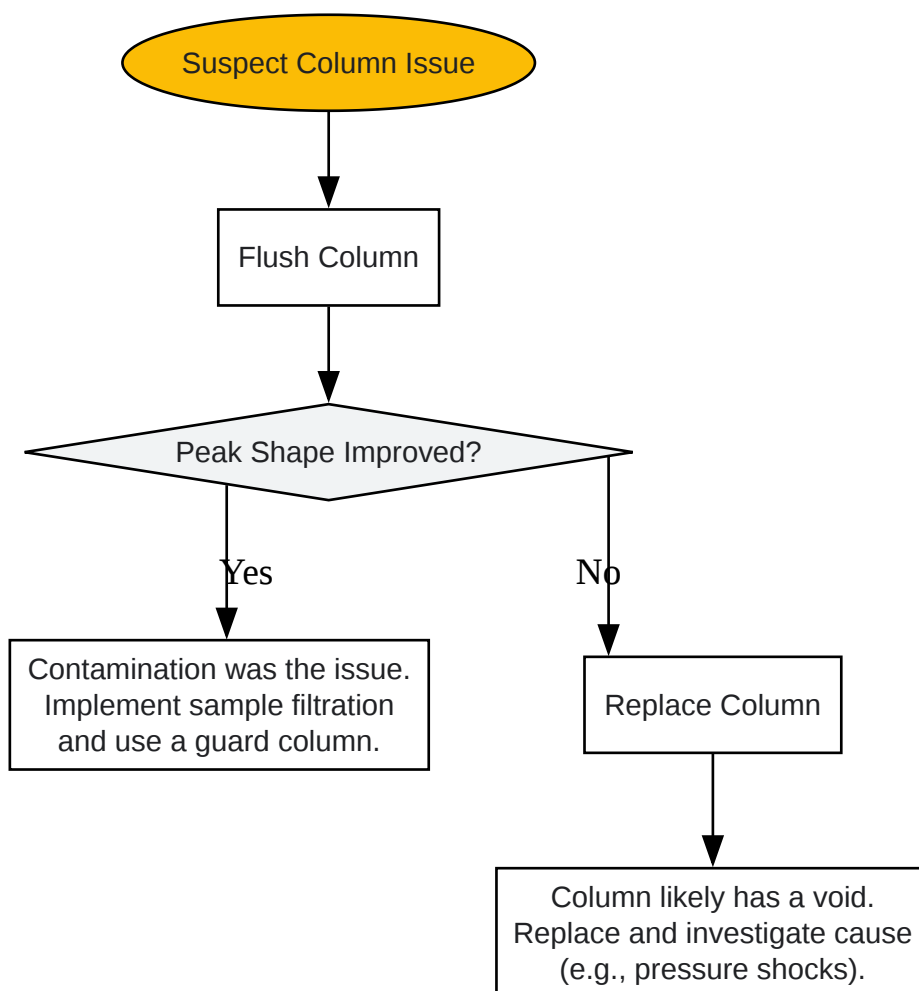 Suspect Column Issue
Flush Column
Peak Shape Improved?
Yes
No
Contamination was the issue.
Implement sample filtration
and use a guard column.
Replace Column
Column likely has a void.
Replace and investigate cause
(e.g., pressure shocks).